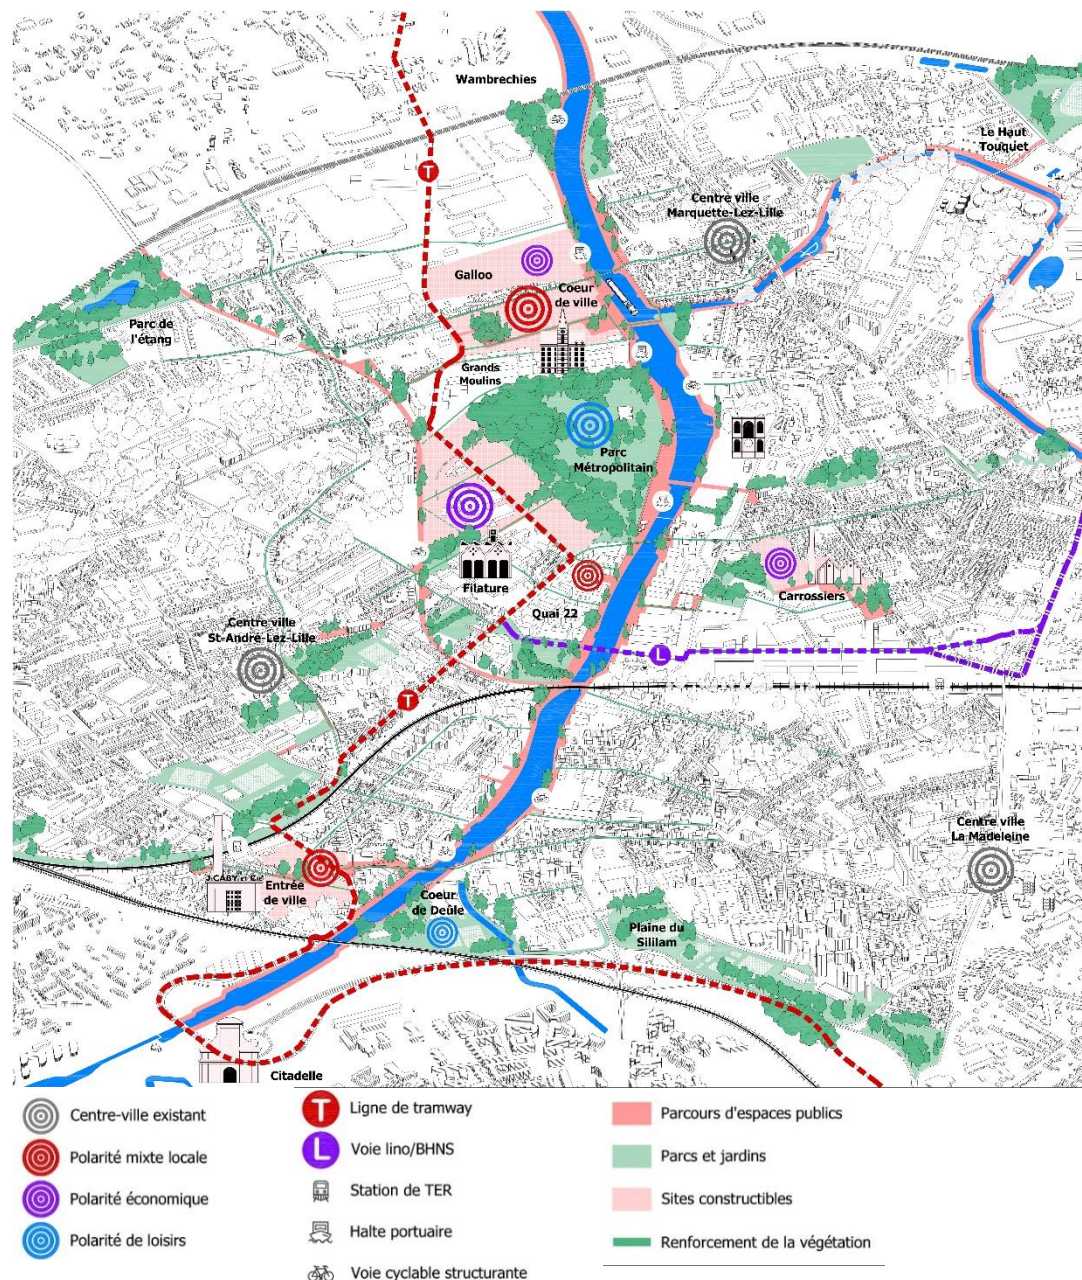 Wambrechies
Le Haut
Touquet
Centre ville
Marquette-Lez-Lille
T
Galloo
Coeur
de ville
Parc de
l'étang
Grands
Moulins
Parc
Métropolitain
Filature
Carrossiers
Quai 22
Centre ville
St-André-Lez-Lille
L
T
Centre ville
La Madeleine
J.CABY et Cie
Entrée
de ville
Coeur
de Deûle
Plaine du
Sililam
Citadelle
Centre-ville existant
Polarité mixte locale
Polarité économique
Polarité de loisirs
T
Ligne de tramway
L
Voie lino/BHNS
Station de TER
Halte portuaire
Voie cyclable structurante
Parcours d'espaces publics
Parcs et jardins
Sites constructibles
Renforcement de la végétation